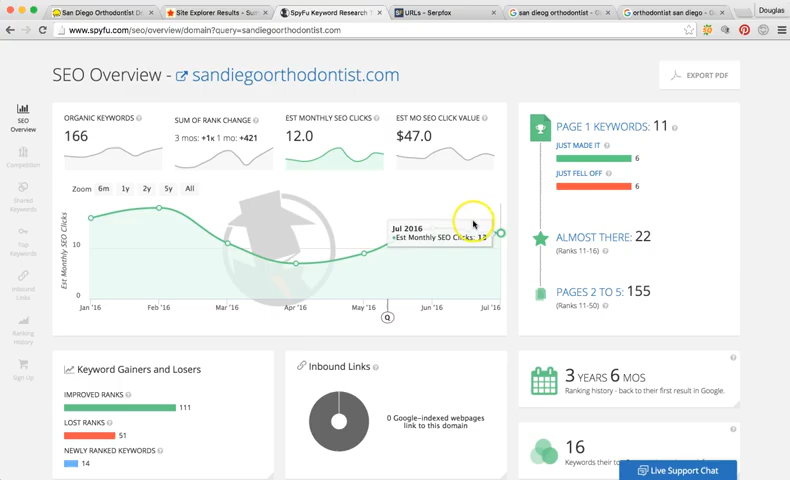 San Diego Orthodontist De
Site Explorer Results - Sum
SpyFu Keyword Research T
URLs - Serpfox
san dieog orthodontist - G
orthodontist san diego - G
Douglas
www.spyfu.com/seo/overview/domain?query=sandiegoorthodontist.com
SEO Overview - sandiegoorthodontist.com
EXPORT PDF
SEO Overview
Competition
Shared Keywords
Top Keywords
Inbound Links
Ranking History
Sign Up
ORGANIC KEYWORDS
166
SUM OF RANK CHANGE
3 mos: +1K 1 mo: +421
EST MONTHLY SEO CLICKS
12.0
EST MO SEO CLICK VALUE
$47.0
Zoom 6m 1y 2y 5y All
Est Monthly SEO Clicks
10
0
Jul 2016
Est Monthly SEO Clicks: 13
Jan '16 Feb '16 Mar '16 Apr '16 May '16 Jun '16 Jul '16
Q
PAGE 1 KEYWORDS: 11
JUST MADE IT
6
JUST FELL OFF
6
ALMOST THERE: 22
(Ranks 11-16)
PAGES 2 TO 5: 155
(Ranks 11-50)
Keyword Gainers and Losers
IMPROVED RANKS
111
LOST RANKS
51
NEWLY RANKED KEYWORDS
14
Inbound Links
0 Google-indexed webpages
link to this domain
3 YEARS 6 MOS
Ranking history - back to their first result in Google.
16
Keywords their to
Live Support Chat